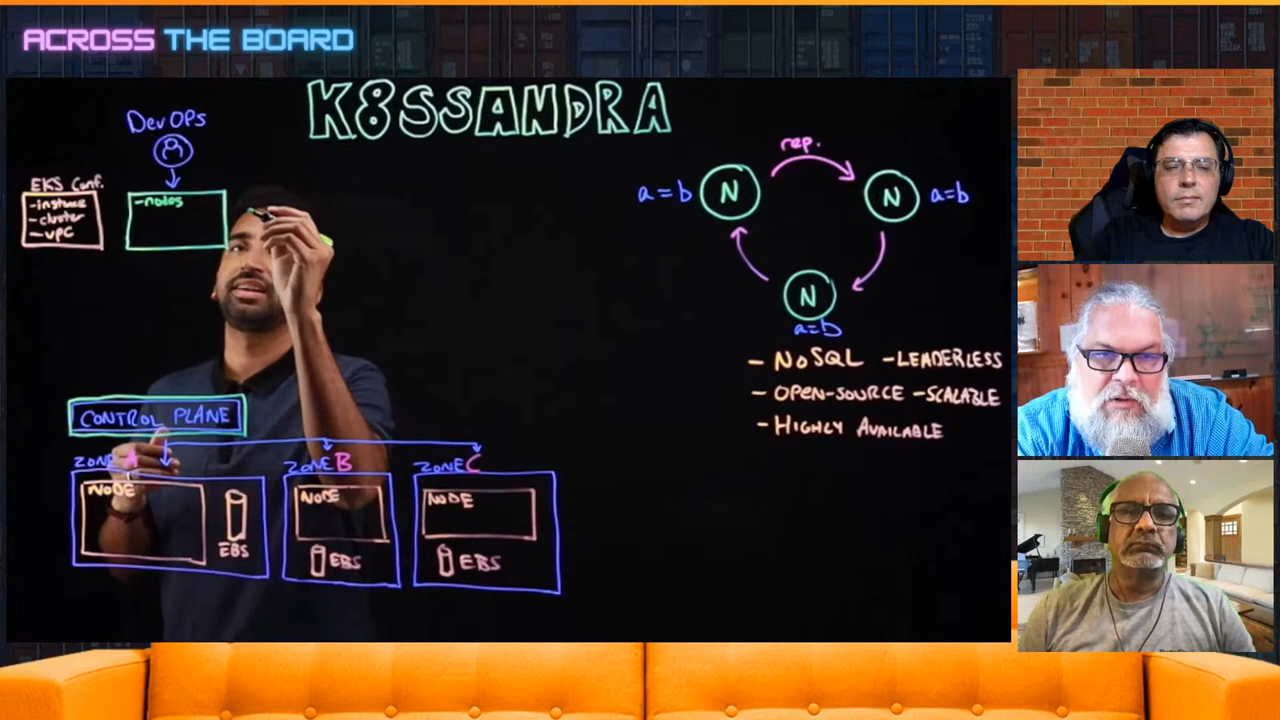 ACROSS THE BOARD
K8SSANDRA
DevOPs
EKS Conf.
-instance
-cluster
-VPC
-nodes
rep.
N
a=b
N
a=b
N
a=b
- NoSQL -LEADERLESS
- OPEN-SOURCE -SCALABLE
- HIGHLY AVAILABLE
CONTROL PLANE
ZONE A
NODE
EBS
ZONE B
NODE
EBS
ZONE C
NODE
EBS